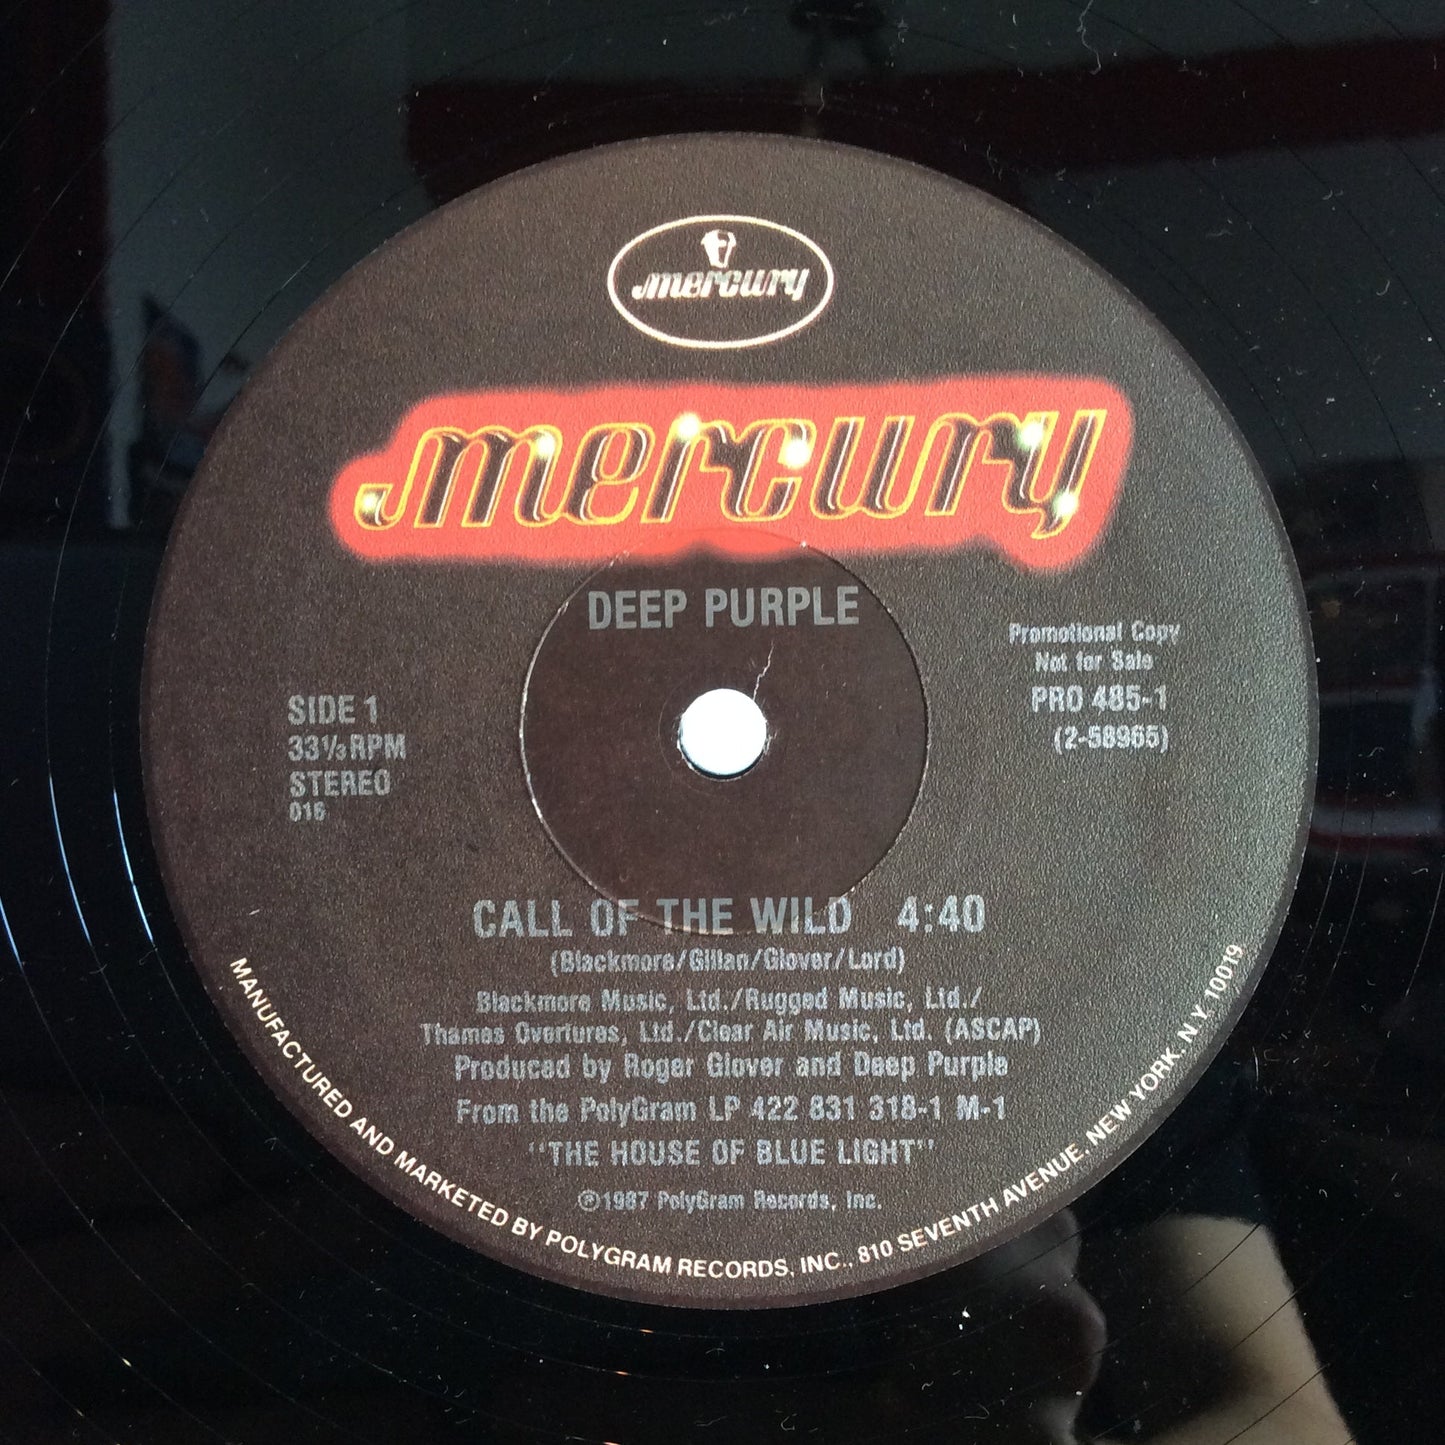 mercury
mercury
DEEP PURPLE
Promotional Copy
Not for Sale
PRO 485-1
(2-58965)
SIDE 1
33⅓ RPM
STEREO
016
CALL OF THE WILD 4:40
(Blackmore/Gillan/Glover/Lord)
Blackmore Music, Ltd./Rugged Music, Ltd./
Thames Overtures, Ltd./Clear Air Music, Ltd. (ASCAP)
Produced by Roger Glover and Deep Purple
From the PolyGram LP 422 831 318-1 M-1
"THE HOUSE OF BLUE LIGHT"
℗1987 PolyGram Records, Inc.
MANUFACTURED AND MARKETED BY POLYGRAM RECORDS, INC., 810 SEVENTH AVENUE, NEW YORK, N.Y. 10019